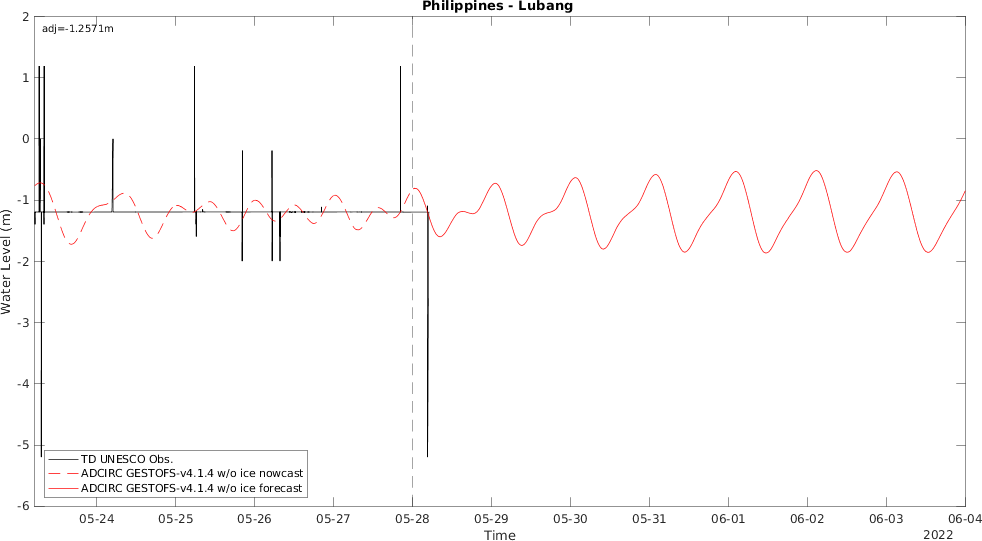 Philippines - Lubang
adj=-1.2571m
2
1
0
-1
-2
-3
-4
-5
-6
Water Level (m)
TD UNESCO Obs.
ADCIRC GESTOFS-v4.1.4 w/o ice nowcast
ADCIRC GESTOFS-v4.1.4 w/o ice forecast
05-24 05-25 05-26 05-27 05-28 05-29 05-30 05-31 06-01 06-02 06-03 06-04
Time
2022